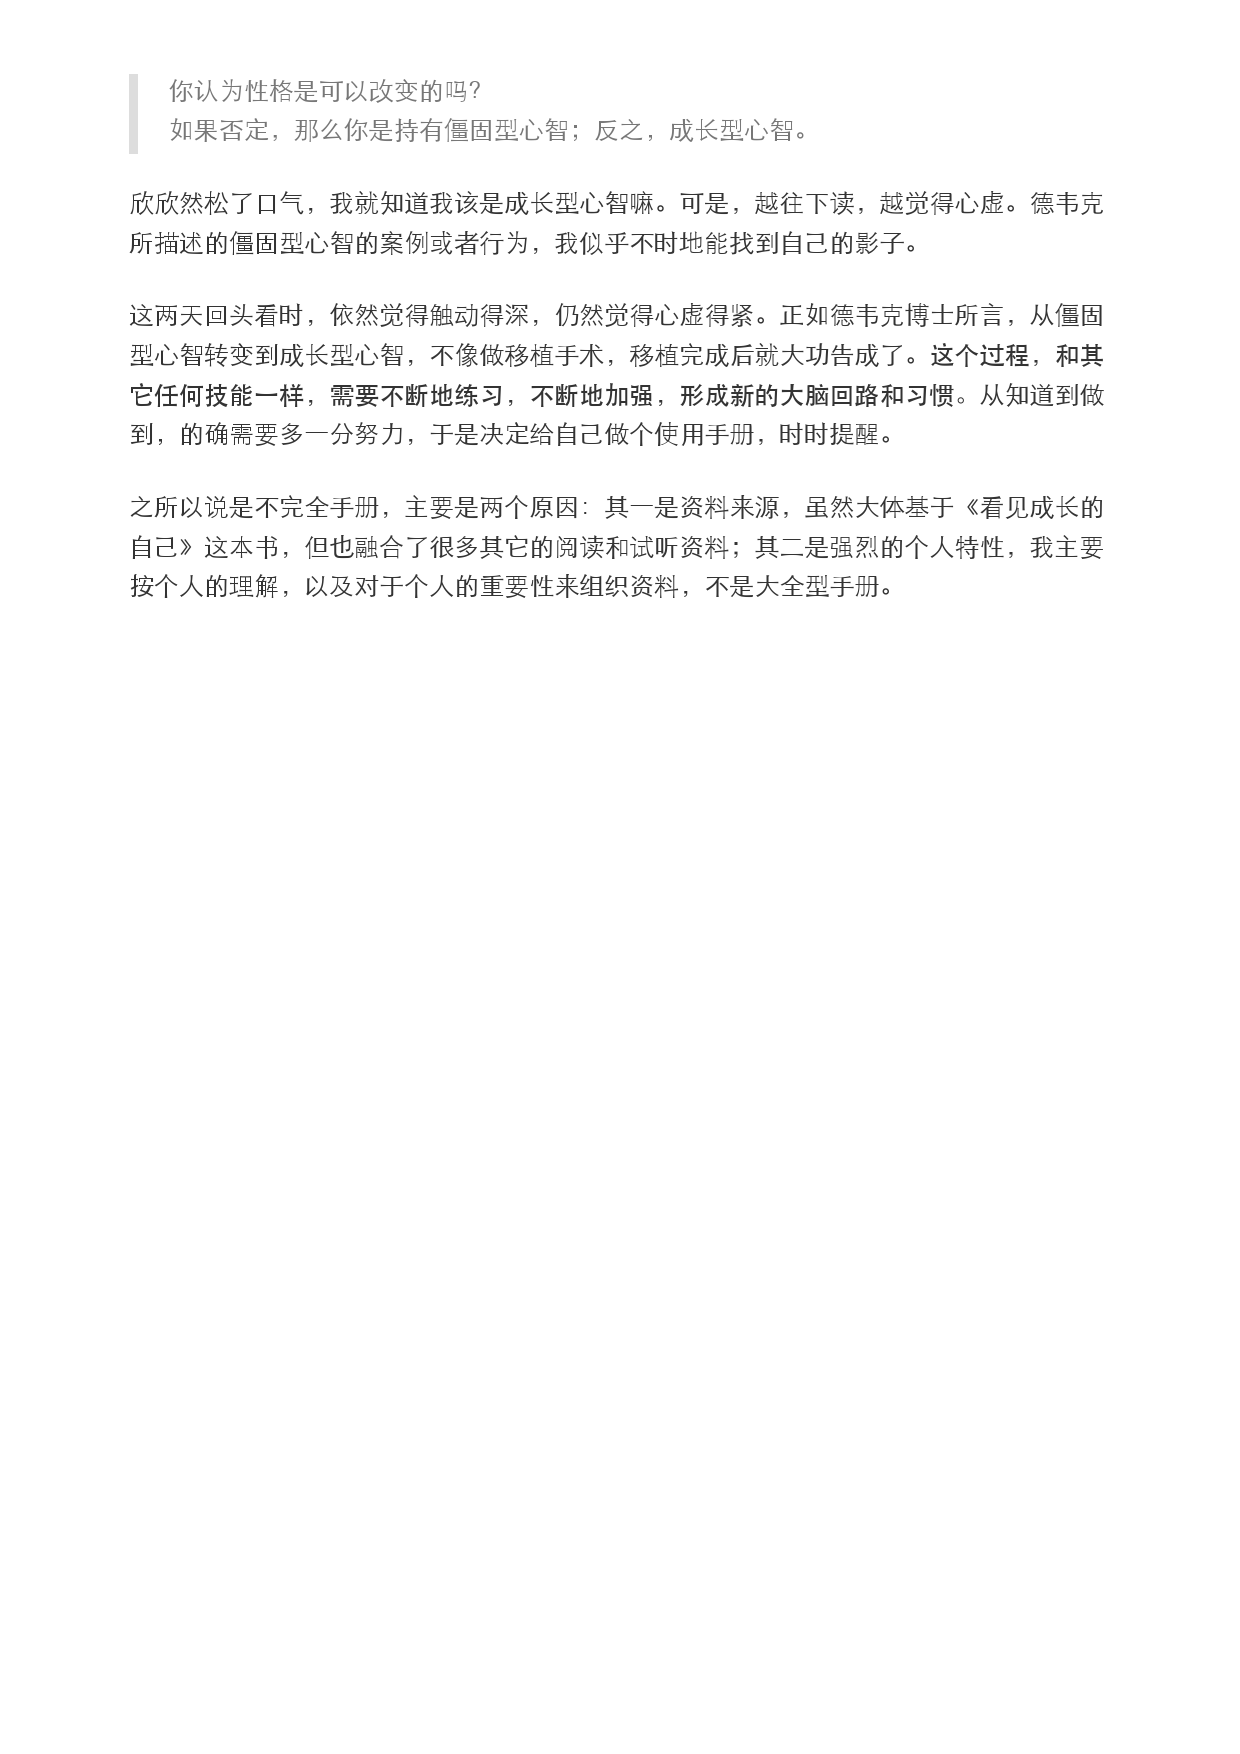 你认为性格是可以改变的吗？
如果否定，那么你是持有僵固型心智；反之，成长型心智。
欣欣然松了口气，我就知道我该是成长型心智嘛。可是，越往下读，越觉得心虚。德韦克
所描述的僵固型心智的案例或者行为，我似乎不时地能找到自己的影子。
这两天回头看时，依然觉得触动得深，仍然觉得心虚得紧。正如德韦克博士所言，从僵固
型心智转变到成长型心智，不像做移植手术，移植完成后就大功告成了。这个过程，和其
它任何技能一样，需要不断地练习，不断地加强，形成新的大脑回路和习惯。从知道到做
到，的确需要多一分努力，于是决定给自己做个使用手册，时时提醒。
之所以说是不完全手册，主要是两个原因：其一是资料来源，虽然大体基于《看见成长的
自己》这本书，但也融合了很多其它的阅读和试听资料；其二是强烈的个人特性，我主要
按个人的理解，以及对于个人的重要性来组织资料，不是大全型手册。